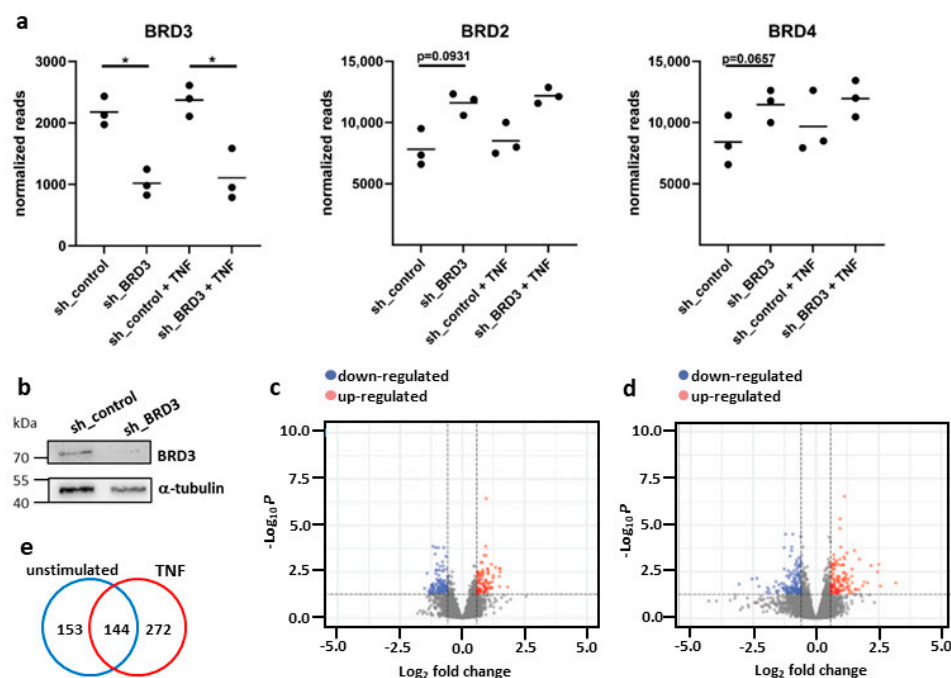 a
BRD3
BRD2
BRD4
normalized reads
3000
2000
1000
0
*
*
sh_control
sh_BRD3
sh_control + TNF
sh_BRD3 + TNF
normalized reads
15,000
10,000
5000
p=0.0931
sh_control
sh_BRD3
sh_control + TNF
sh_BRD3 + TNF
normalized reads
15,000
10,000
5000
p=0.0657
sh_control
sh_BRD3
sh_control + TNF
sh_BRD3 + TNF
b
kDa
sh_control
sh_BRD3
70
BRD3
55
40
α-tubulin
c
down-regulated
up-regulated
-Log10 P
10.0
7.5
5.0
2.5
0.0
-5.0
-2.5
0.0
2.5
5.0
Log2 fold change
d
down-regulated
up-regulated
-Log10 P
10.0
7.5
5.0
2.5
0.0
-5.0
-2.5
0.0
2.5
5.0
Log2 fold change
e
unstimulated
TNF
153
144
272